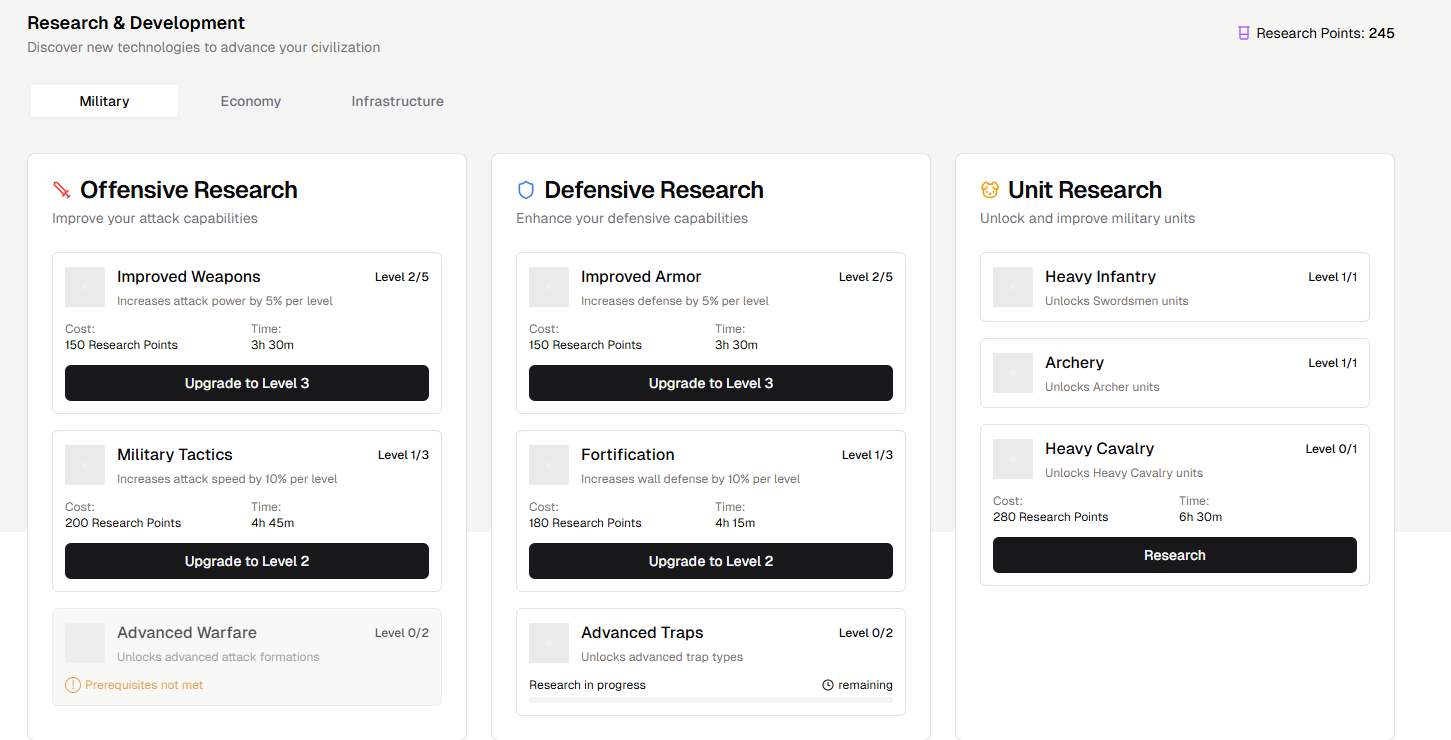 Research & Development
Discover new technologies to advance your civilization
Research Points: 245
Military
Economy
Infrastructure
Offensive Research
Improve your attack capabilities
Improved Weapons
Level 2/5
Increases attack power by 5% per level
Cost:
Time:
150 Research Points
3h 30m
Upgrade to Level 3
Military Tactics
Level 1/3
Increases attack speed by 10% per level
Cost:
Time:
200 Research Points
4h 45m
Upgrade to Level 2
Advanced Warfare
Level 0/2
Unlocks advanced attack formations
Prerequisites not met
Defensive Research
Enhance your defensive capabilities
Improved Armor
Level 2/5
Increases defense by 5% per level
Cost:
Time:
150 Research Points
3h 30m
Upgrade to Level 3
Fortification
Level 1/3
Increases wall defense by 10% per level
Cost:
Time:
180 Research Points
4h 15m
Upgrade to Level 2
Advanced Traps
Level 0/2
Unlocks advanced trap types
Research in progress
remaining
Unit Research
Unlock and improve military units
Heavy Infantry
Level 1/1
Unlocks Swordsmen units
Archery
Level 1/1
Unlocks Archer units
Heavy Cavalry
Level 0/1
Unlocks Heavy Cavalry units
Cost:
Time:
280 Research Points
6h 30m
Research